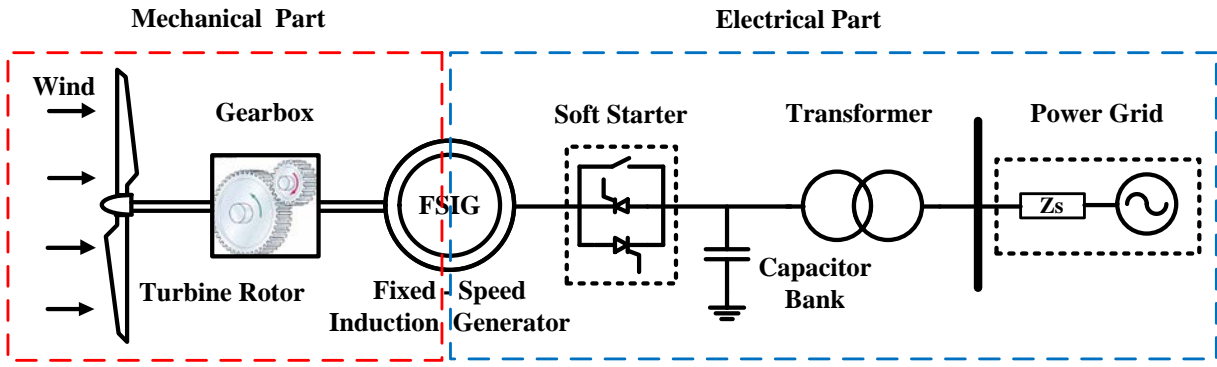 Mechanical Part
Electrical Part
Wind
Gearbox
Soft Starter
Transformer
Power Grid
FSIG
Zs
Turbine Rotor
Fixed - Speed
Induction Generator
Capacitor
Bank